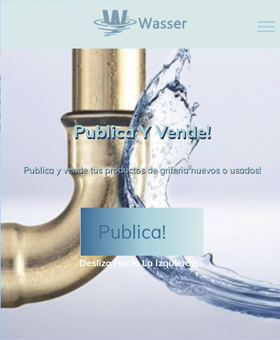 Wasser
Publica Y Vende!
Publica y vende tus productos de grifería nuevos o usados!
Publica!
Desliza Hacia La Izquierda